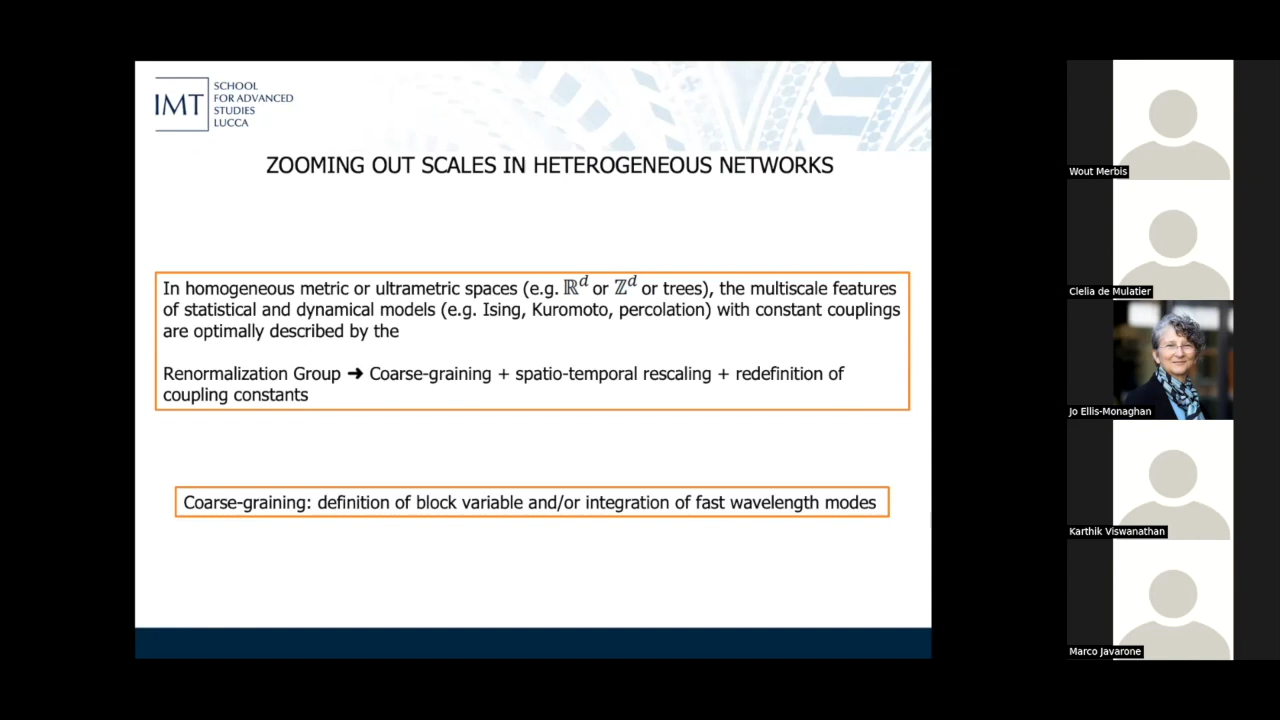 IMT
SCHOOL
FOR ADVANCED
STUDIES
LUCCA
ZOOMING OUT SCALES IN HETEROGENEOUS NETWORKS
In homogeneous metric or ultrametric spaces (e.g. ℝ^d or ℤ^d or trees), the multiscale features
of statistical and dynamical models (e.g. Ising, Kuromoto, percolation) with constant couplings
are optimally described by the
Renormalization Group ➜ Coarse-graining + spatio-temporal rescaling + redefinition of
coupling constants
Coarse-graining: definition of block variable and/or integration of fast wavelength modes
Wout Merbis
Clelia de Mulatier
Jo Ellis-Monaghan
Karthik Viswanathan
Marco Javarone